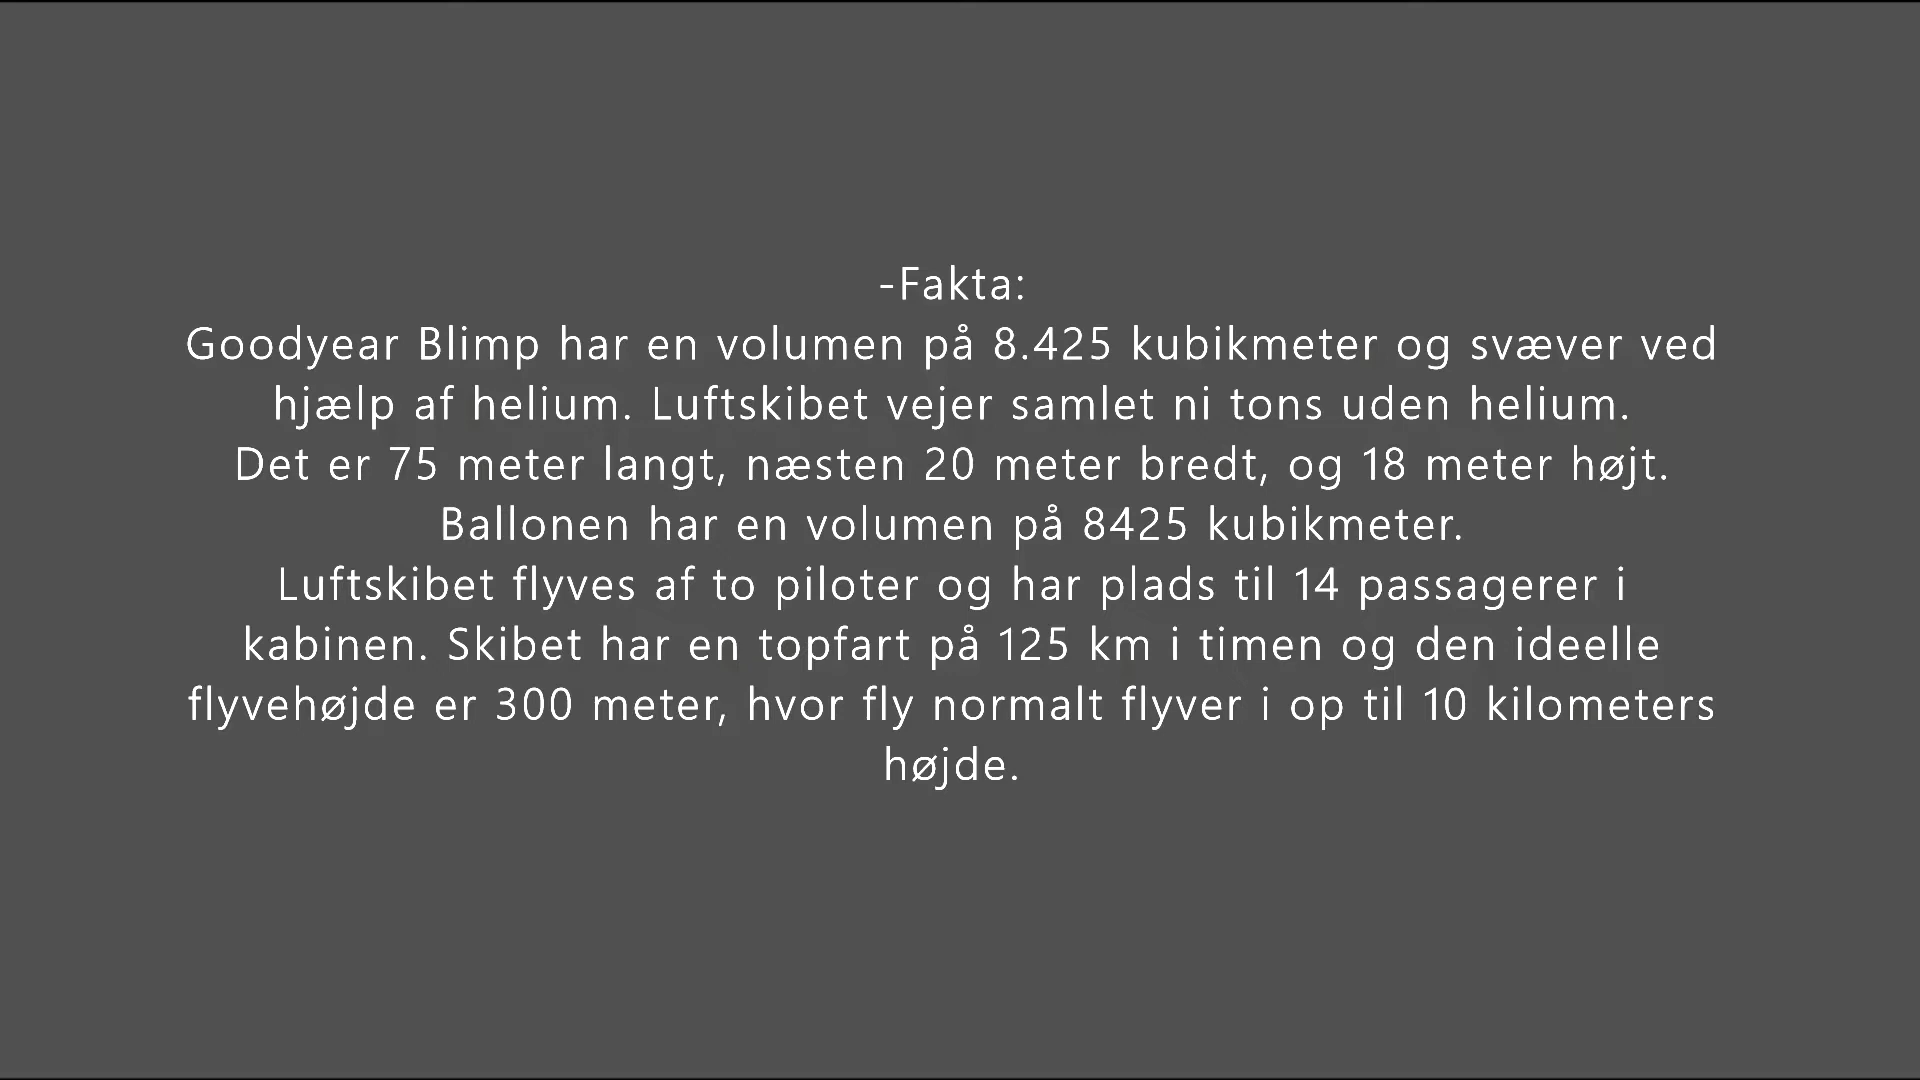 -Fakta:
Goodyear Blimp har en volumen på 8.425 kubikmeter og svæver ved
hjælp af helium. Luftskibet vejer samlet ni tons uden helium.
Det er 75 meter langt, næsten 20 meter bredt, og 18 meter højt.
Ballonen har en volumen på 8425 kubikmeter.
Luftskibet flyves af to piloter og har plads til 14 passagerer i
kabinen. Skibet har en topfart på 125 km i timen og den ideelle
flyvehøjde er 300 meter, hvor fly normalt flyver i op til 10 kilometers
højde.